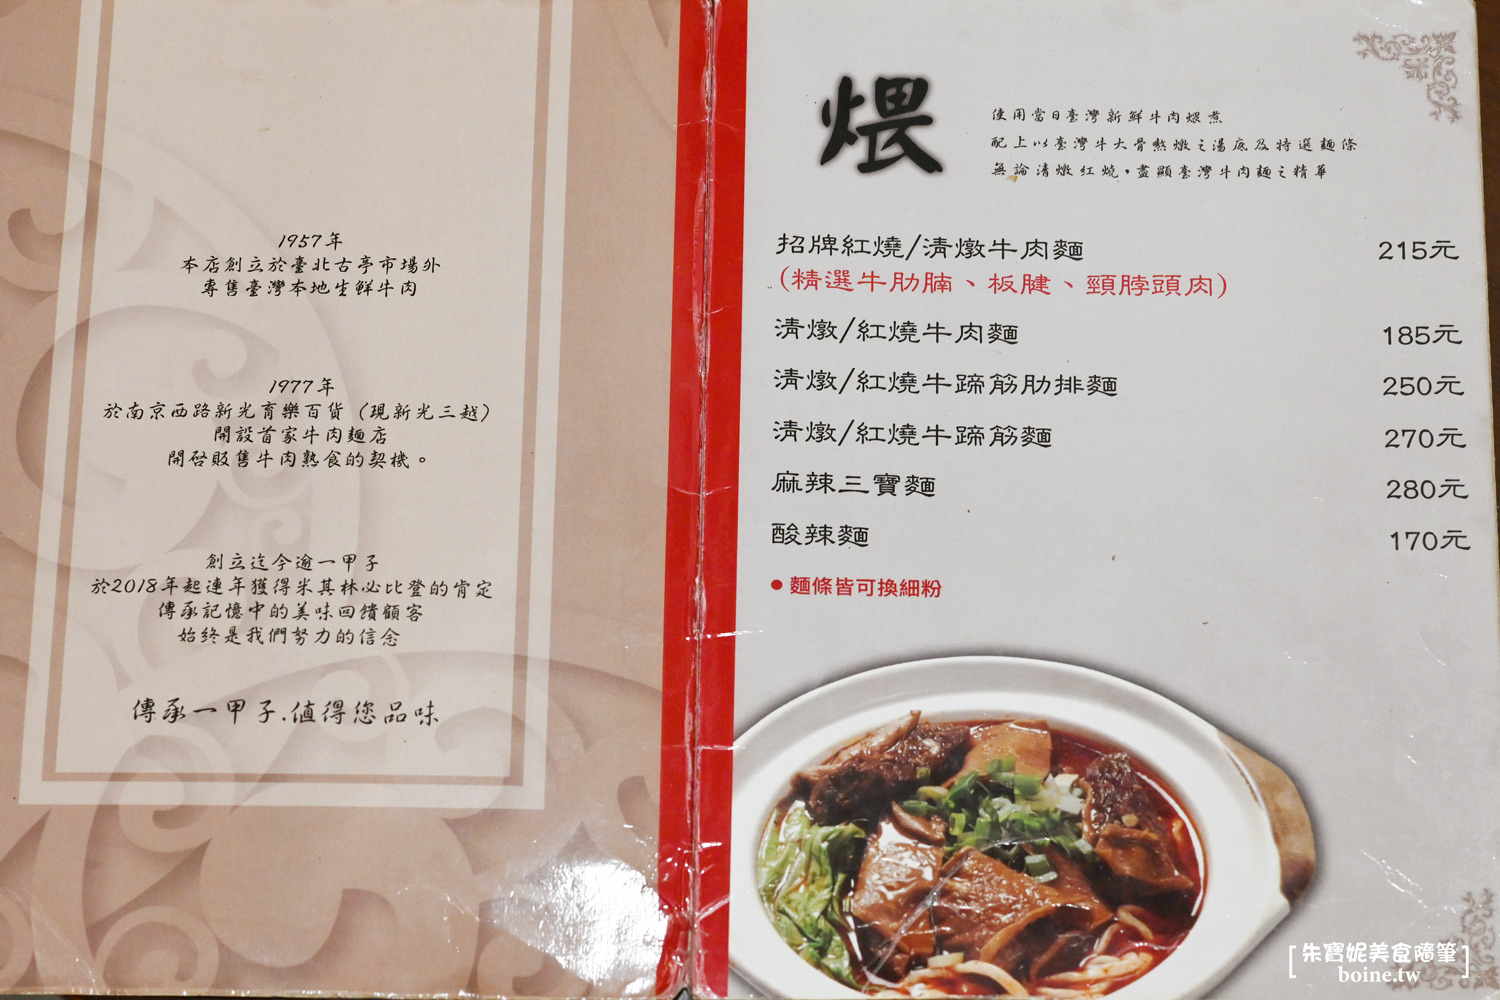 1957年
本店創立於臺北古亭市場外
專售臺灣本地生鮮牛肉
1977年
於南京西路新光育樂百貨（現新光三越）
開設首家牛肉麵店
開啓販售牛肉熟食的契機。
創立迄今逾一甲子
於2018年起連年獲得米其林必比登的肯定
傳承記憶中的美味回饋顧客
始終是我們努力的信念
傳承一甲子.值得您品味
煨
使用當日臺灣新鮮牛肉煨煮
配上以臺灣牛大骨熬燉之湯底及特選麵條
無論清燉紅燒，盡顯臺灣牛肉麵之精華
招牌紅燒/清燉牛肉麵 215元
(精選牛肋腩、板腱、頸脖頭肉)
清燉/紅燒牛肉麵 185元
清燉/紅燒牛蹄筋肋排麵 250元
清燉/紅燒牛蹄筋麵 270元
麻辣三寶麵 280元
酸辣麵 170元
●麵條皆可換細粉
[朱寶妮美食隨筆]
boine.tw